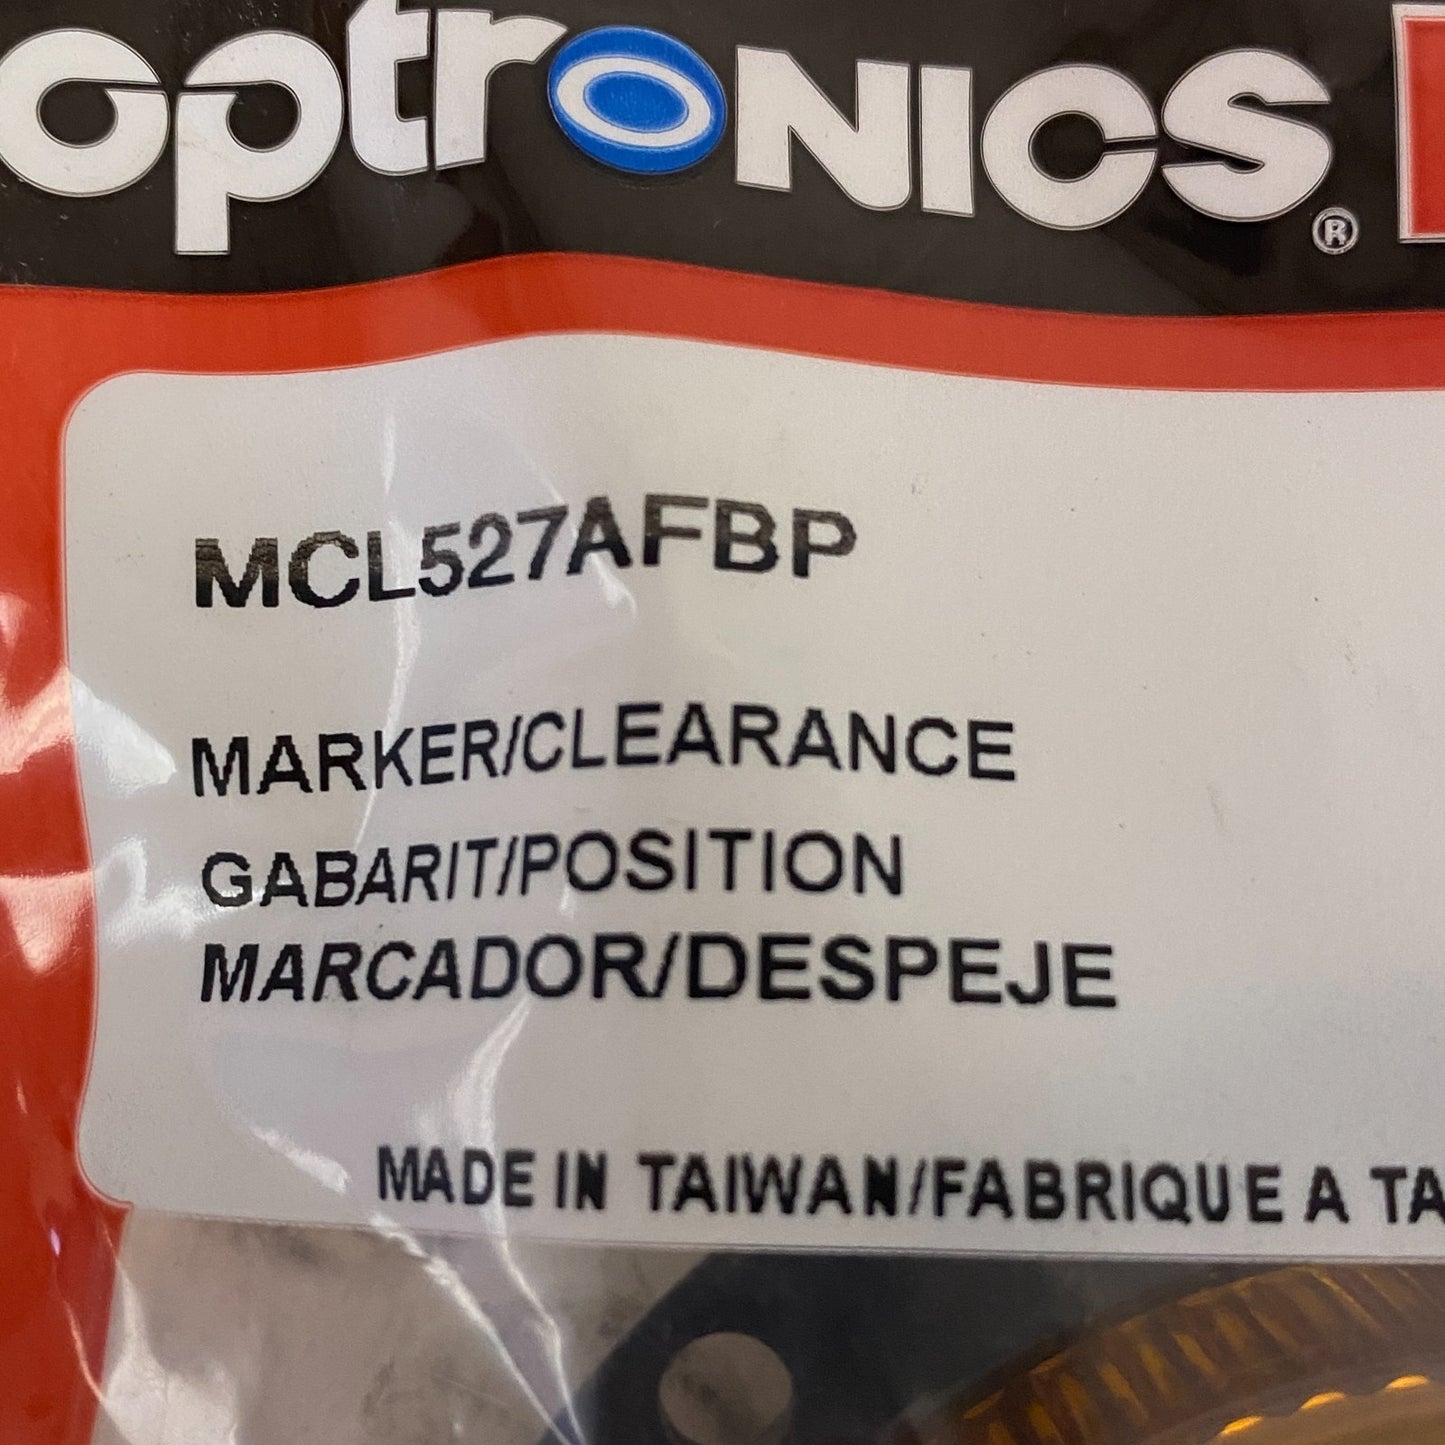 optronics®
MCL527AFBP
MARKER/CLEARANCE
GABARIT/POSITION
MARCADOR/DESPEJE
MADE IN TAIWAN/FABRIQUE A TA